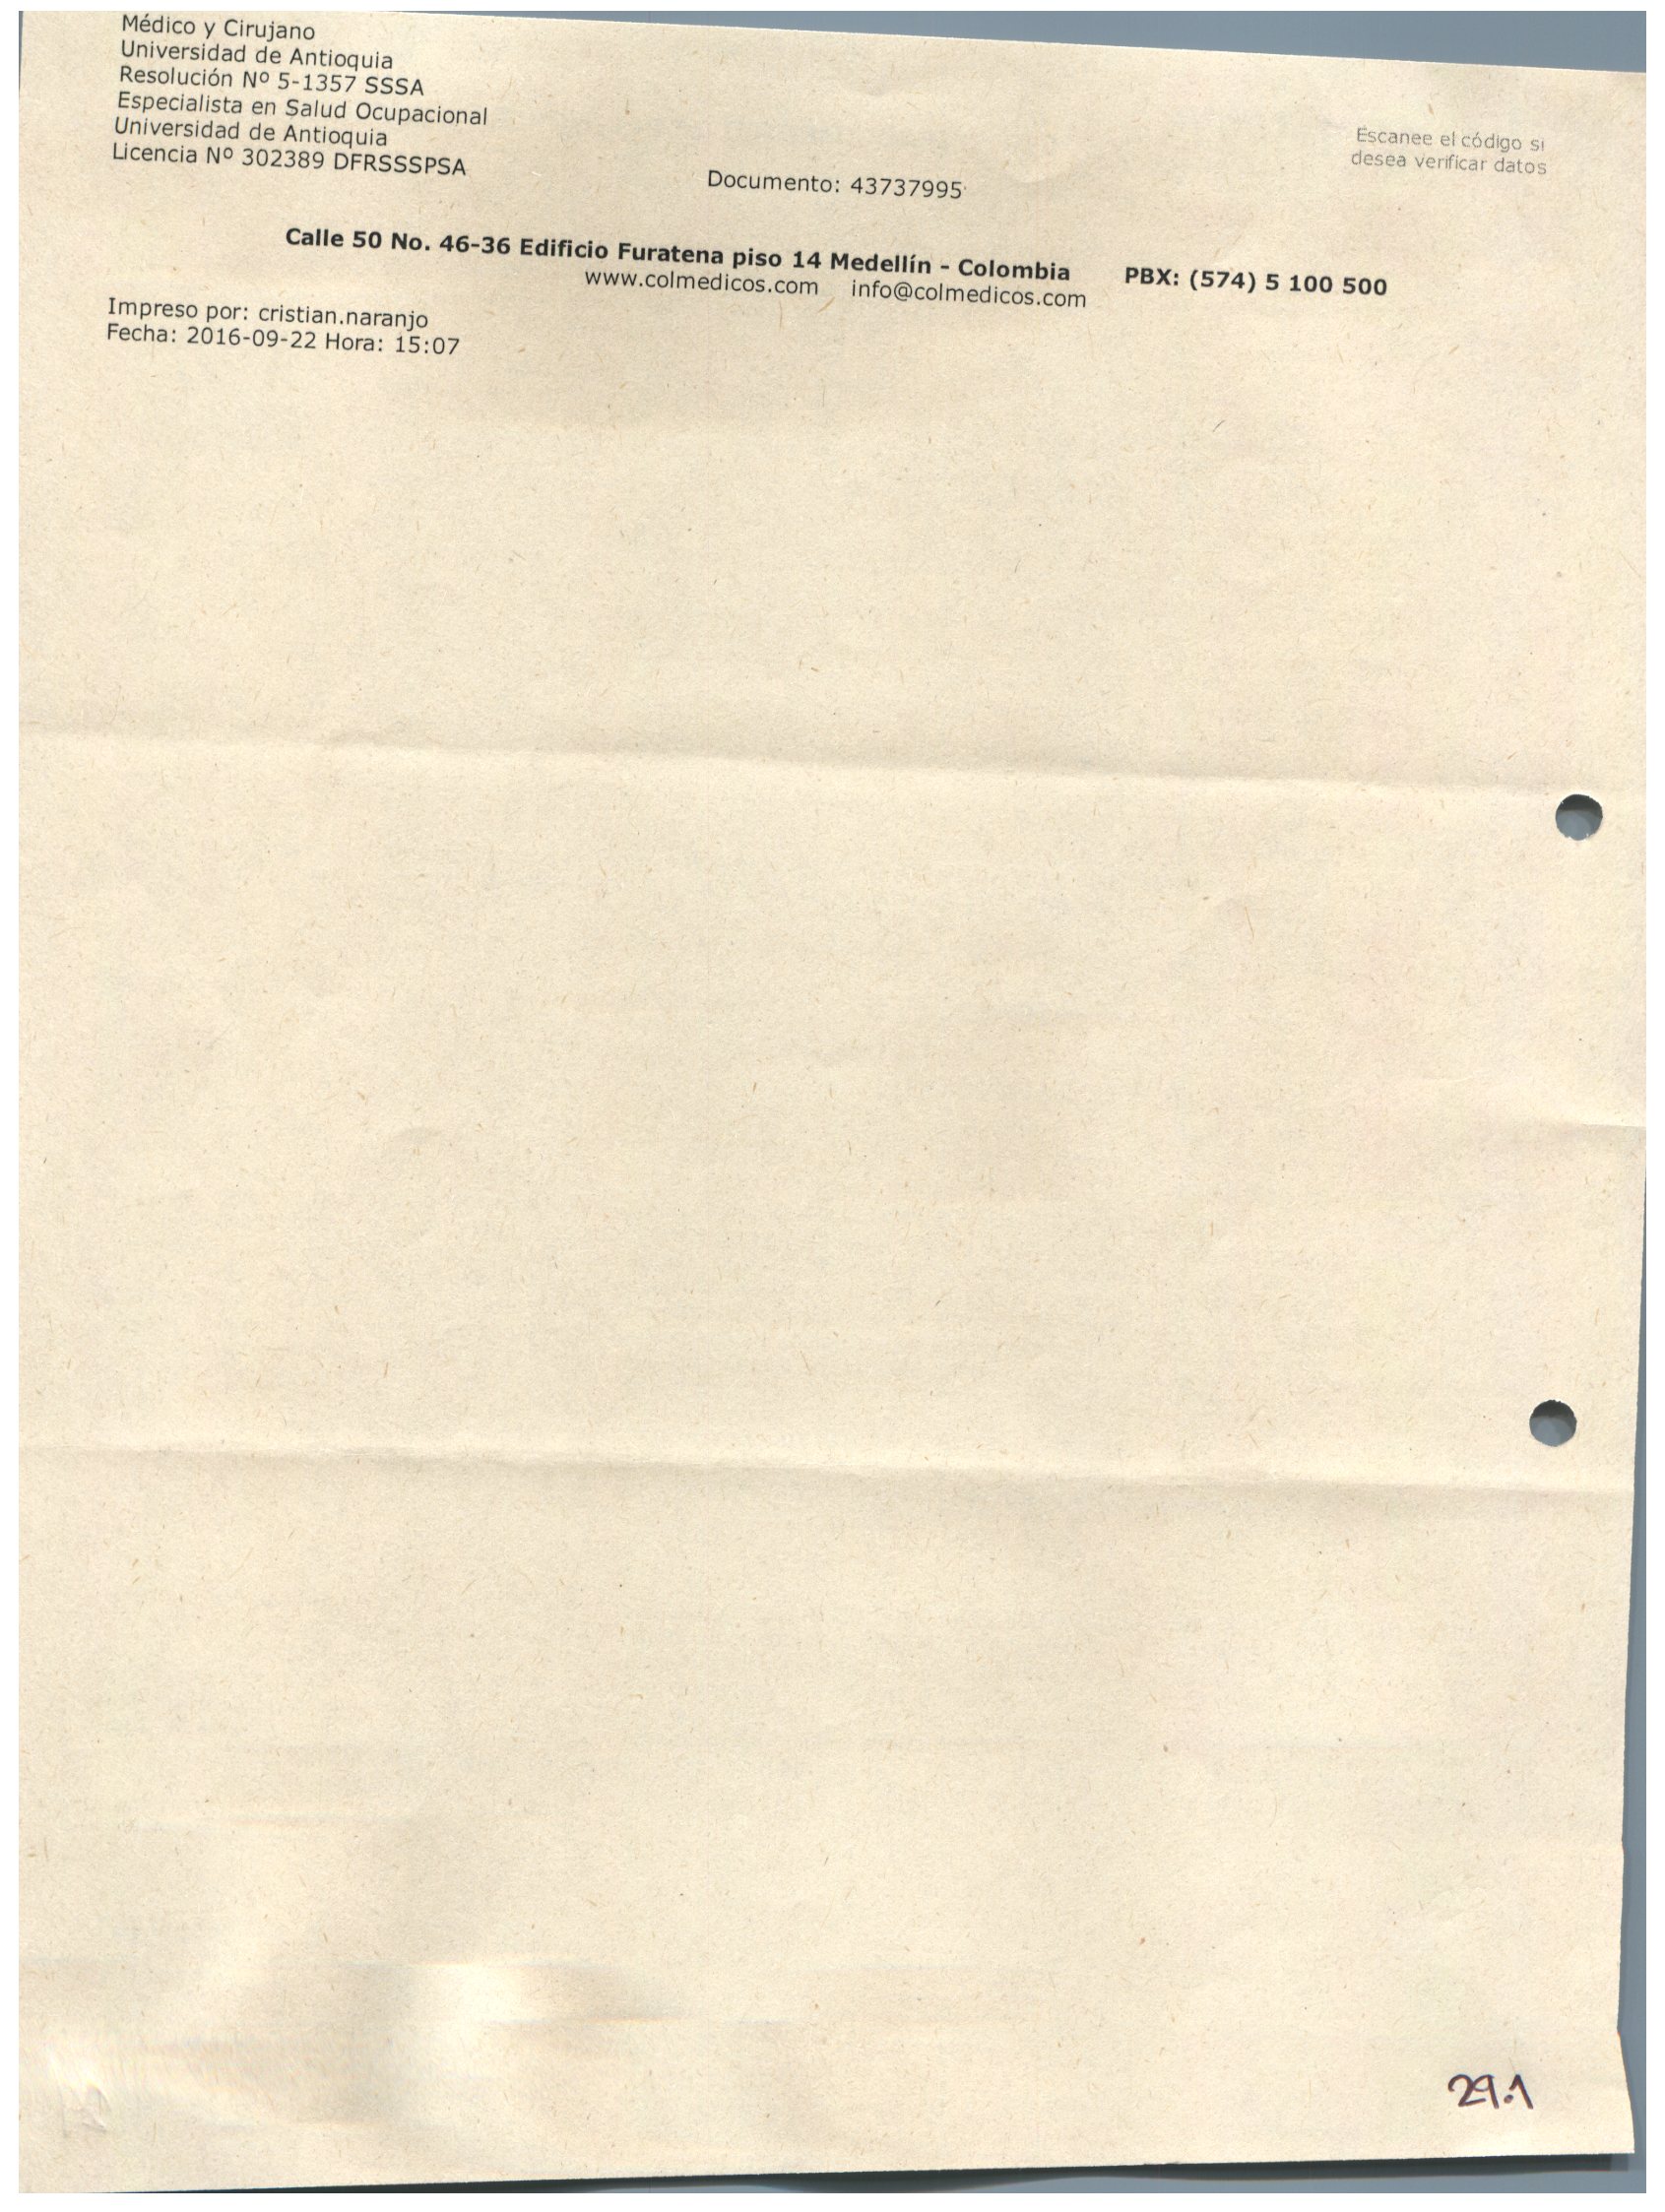 Médico y Cirujano
Universidad de Antioquia
Resolución Nº 5-1357 SSSA
Especialista en Salud Ocupacional
Universidad de Antioquia
Licencia Nº 302389 DFRSSSPSA
Documento: 43737995
Escanee el código si
desea verificar datos
Calle 50 No. 46-36 Edificio Furatena piso 14 Medellín - Colombia PBX: (574) 5 100 500
www.colmedicos.com info@colmedicos.com
Impreso por: cristian.naranjo
Fecha: 2016-09-22 Hora: 15:07
29.1